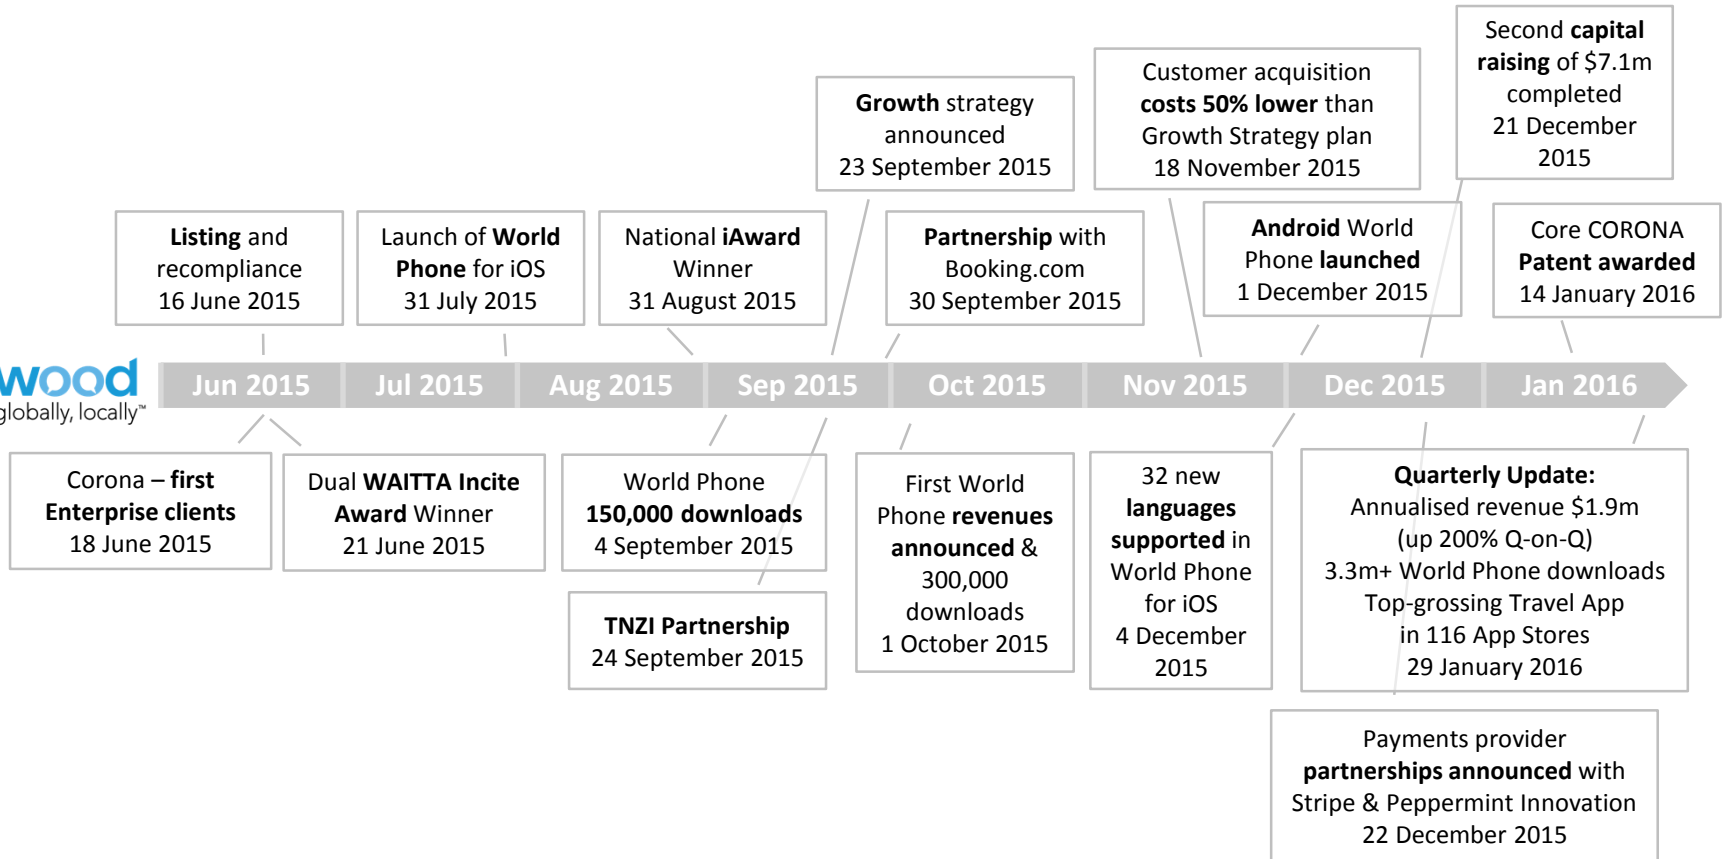 Second capital
raising of $7.1m
completed
21 December
2015
Customer acquisition
costs 50% lower than
Growth Strategy plan
18 November 2015
Growth strategy
announced
23 September 2015
Listing and
recompliance
16 June 2015
Launch of World
Phone for iOS
31 July 2015
National iAward
Winner
31 August 2015
Partnership with
Booking.com
30 September 2015
Android World
Phone launched
1 December 2015
Core CORONA
Patent awarded
14 January 2016
wood
globally, locally™
Jun 2015
Jul 2015
Aug 2015
Sep 2015
Oct 2015
Nov 2015
Dec 2015
Jan 2016
Corona – first
Enterprise clients
18 June 2015
Dual WAITTA Incite
Award Winner
21 June 2015
World Phone
150,000 downloads
4 September 2015
TNZI Partnership
24 September 2015
First World
Phone revenues
announced &
300,000
downloads
1 October 2015
32 new
languages
supported in
World Phone
for iOS
4 December
2015
Quarterly Update:
Annualised revenue $1.9m
(up 200% Q-on-Q)
3.3m+ World Phone downloads
Top-grossing Travel App
in 116 App Stores
29 January 2016
Payments provider
partnerships announced with
Stripe & Peppermint Innovation
22 December 2015